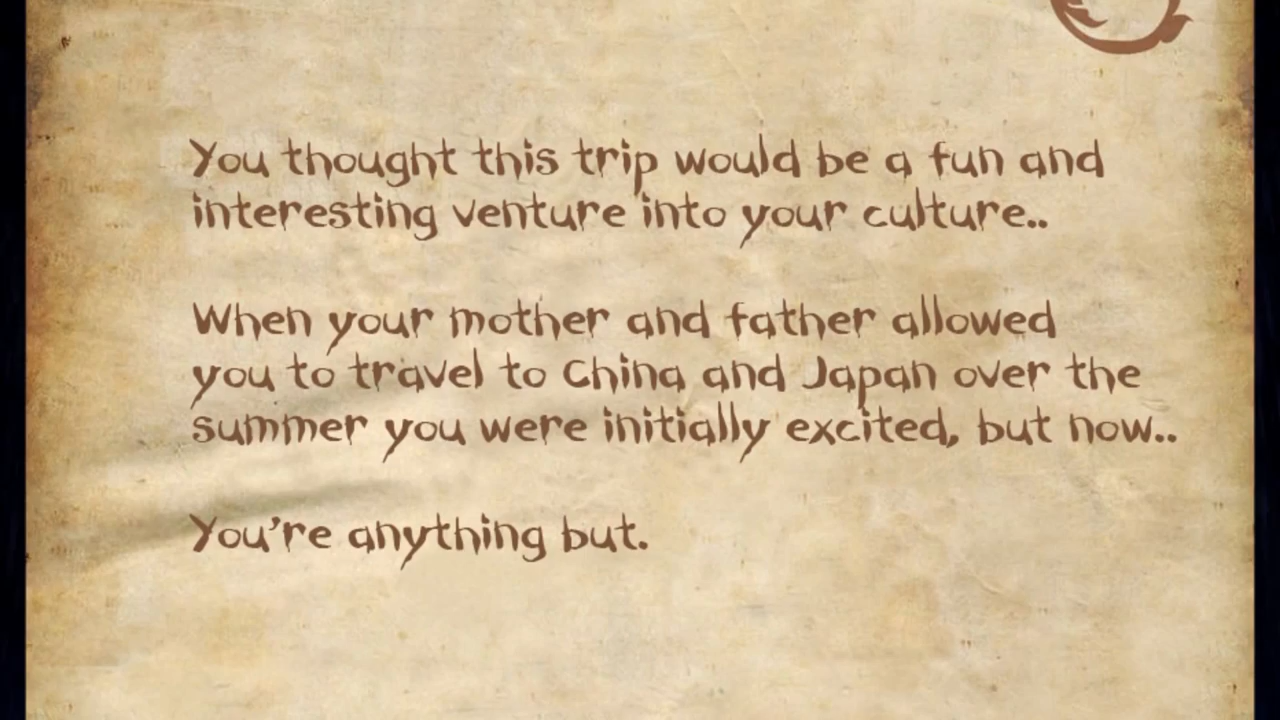 You thought this trip would be a fun and
interesting venture into your culture..
When your mother and father allowed
you to travel to China and Japan over the
summer you were initially excited, but now..
You're anything but.